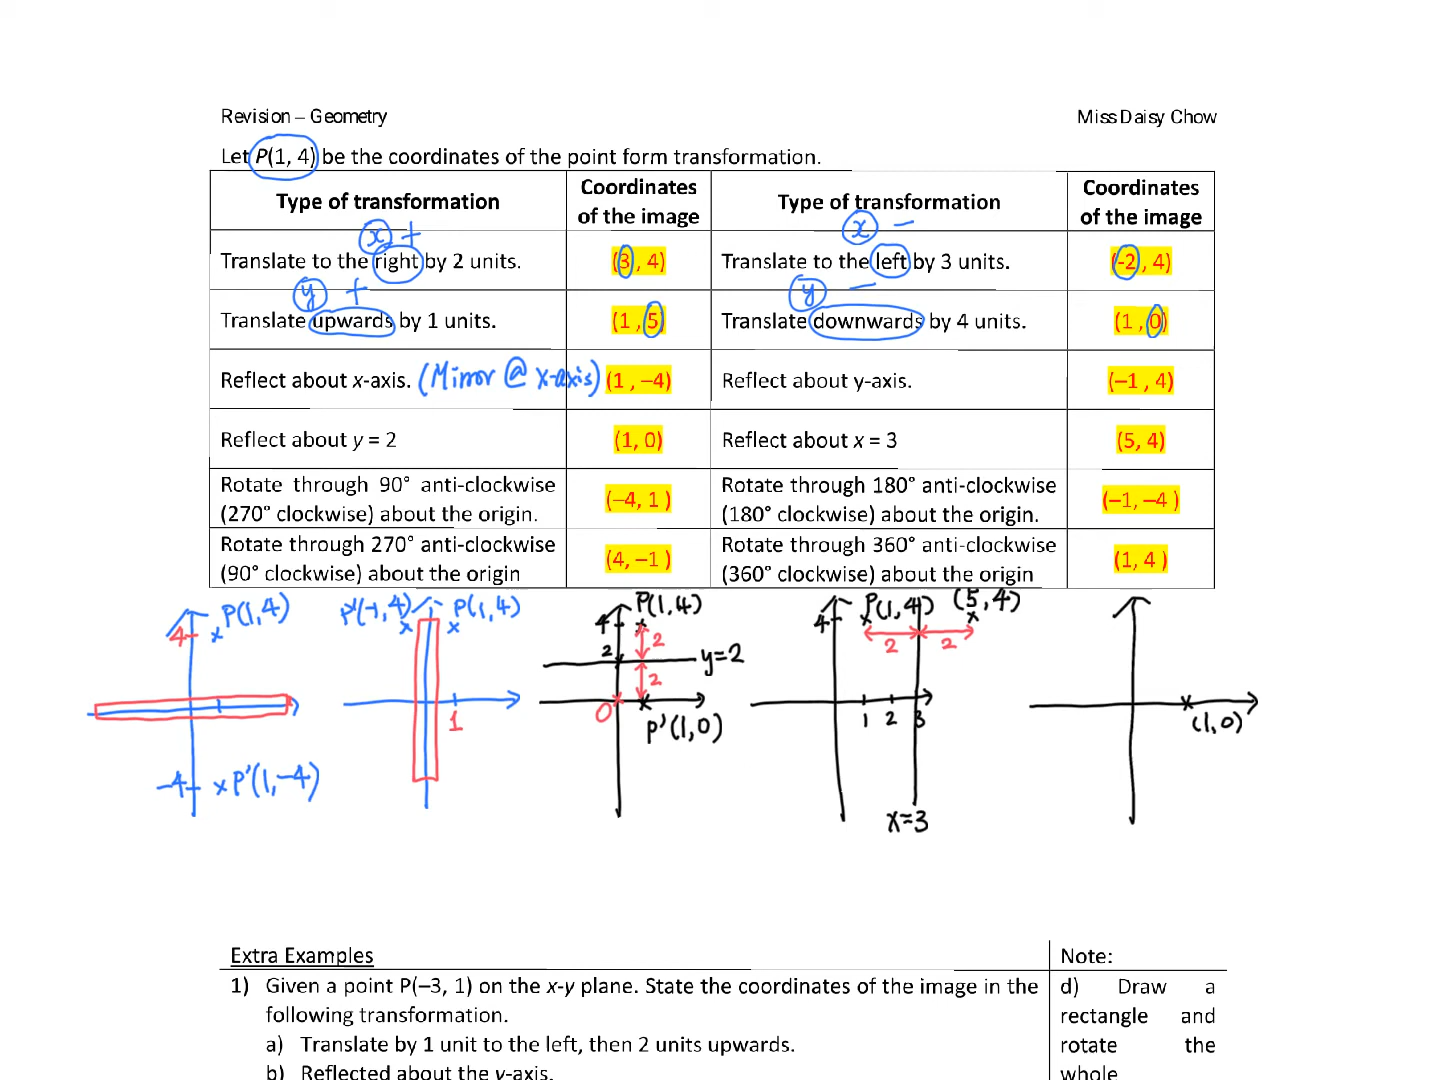 Revision – Geometry
Miss Daisy Chow
Let P(1, 4) be the coordinates of the point form transformation.
Type of transformation
Coordinates of the image
Type of transformation
Coordinates of the image
x +
x –
Translate to the right by 2 units.
(3, 4)
Translate to the left by 3 units.
(-2, 4)
y +
y –
Translate upwards by 1 units.
(1 , 5)
Translate downwards by 4 units.
(1 , 0)
Reflect about x-axis. (Mirror @ x-axis)
(1 , –4)
Reflect about y-axis.
(–1 , 4)
Reflect about y = 2
(1, 0)
Reflect about x = 3
(5, 4)
Rotate through 90° anti-clockwise
(270° clockwise) about the origin.
(–4, 1 )
Rotate through 180° anti-clockwise
(180° clockwise) about the origin.
(–1, –4 )
Rotate through 270° anti-clockwise
(90° clockwise) about the origin
(4, –1 )
Rotate through 360° anti-clockwise
(360° clockwise) about the origin
(1, 4 )
P(1,4)
4
-4
P'(1,-4)
P'(-1,4)
P(1,4)
1
P(1,4)
4
2
2
y=2
2
0
P'(1,0)
P(1,4)
(5,4)
4
2
2
1 2 3
x=3
(1,0)
Extra Examples
Note:
1) Given a point P(–3, 1) on the x-y plane. State the coordinates of the image in the
following transformation.
a) Translate by 1 unit to the left, then 2 units upwards.
b) Reflected about the y-axis.
d) Draw a
rectangle and
rotate the
whole